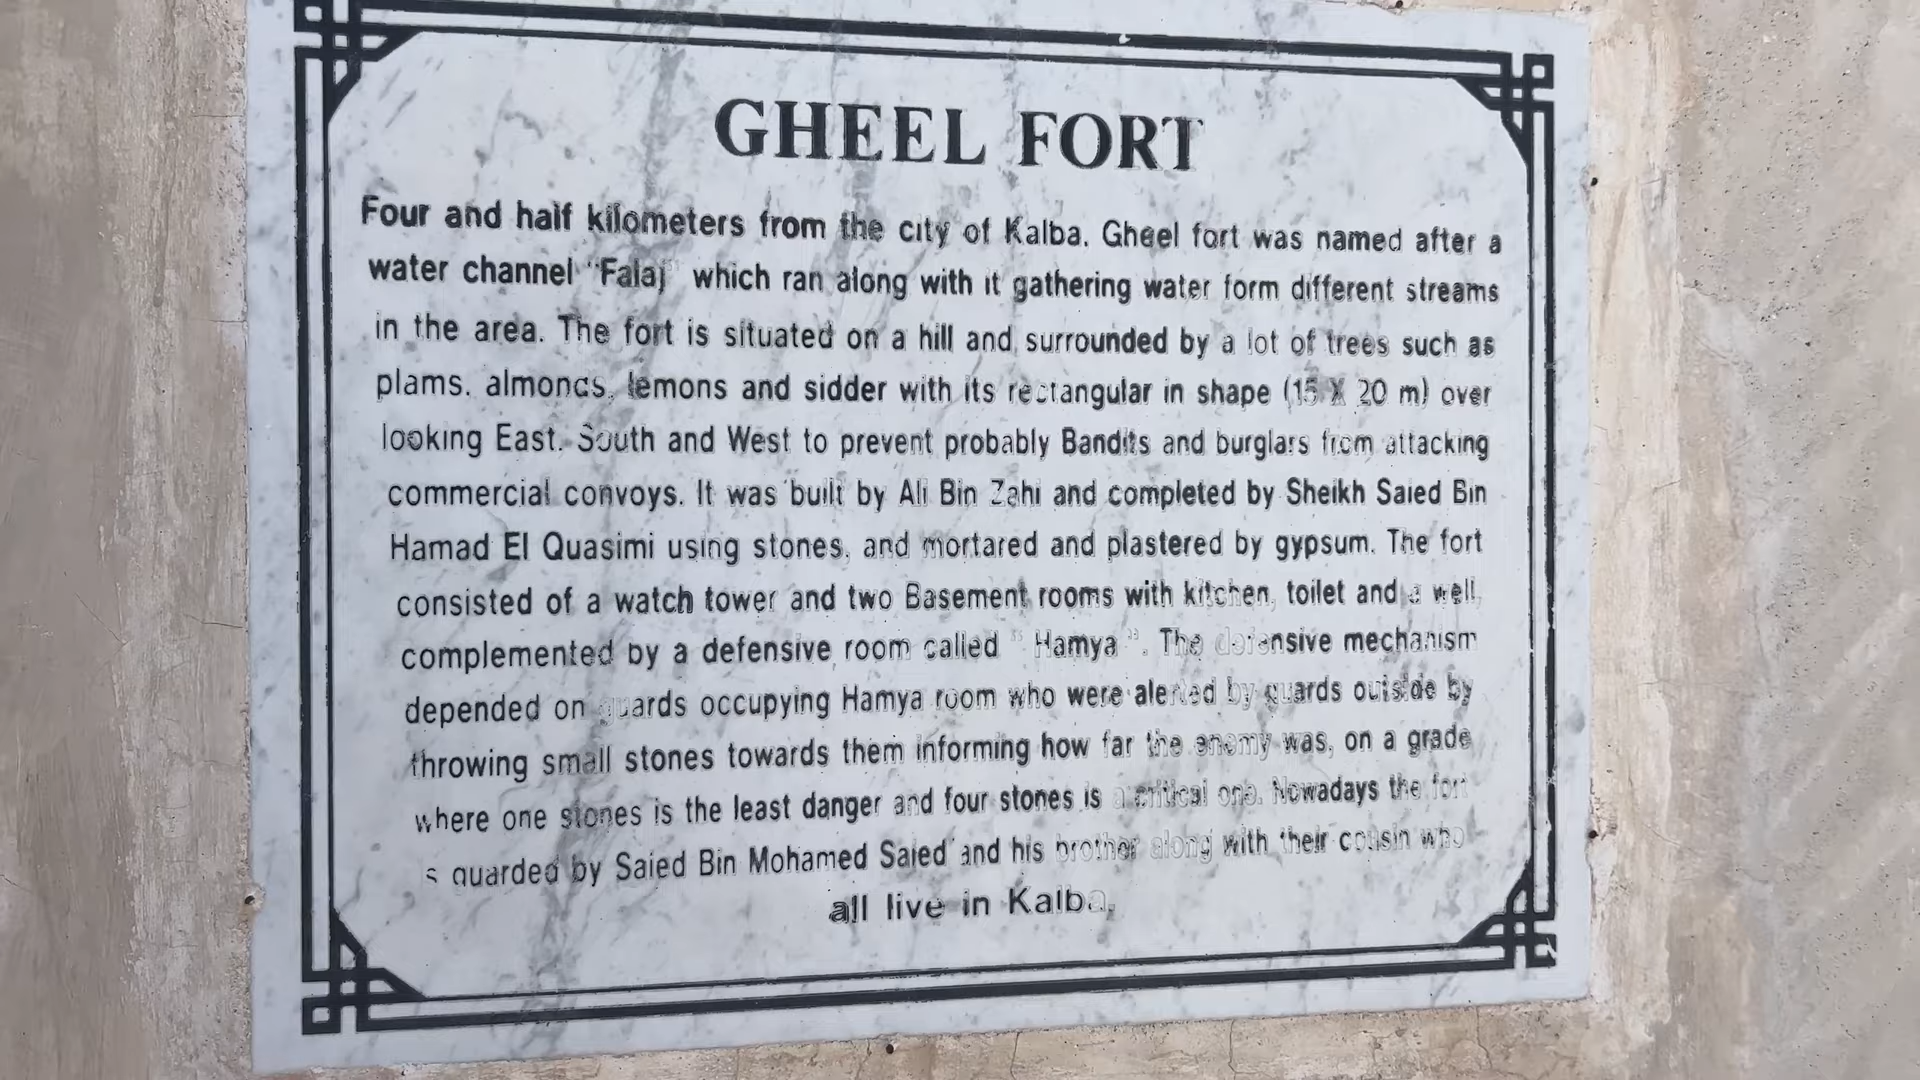 GHEEL FORT
Four and half kilometers from the city of Kalba. Gheel fort was named after a
water channel "Falaj which ran along with it gathering water form different streams
in the area. The fort is situated on a hill and surrounded by a lot of trees such as
plams. almonds, lemons and sidder with its rectangular in shape (15 X 20 m) over
looking East. South and West to prevent probably Bandits and burglars from attacking
commercial convoys. It was built by Ali Bin Zahi and completed by Sheikh Saied Bin
Hamad El Quasimi using stones, and mortared and plastered by gypsum. The fort
consisted of a watch tower and two Basement rooms with kitchen, toilet and a well,
complemented by a defensive room called " Hamya ". The defensive mechanism
depended on guards occupying Hamya room who were alerted by guards outside by
throwing small stones towards them informing how far the enemy was, on a grade
where one stones is the least danger and four stones is a critical one. Nowadays the fort
s guarded by Saied Bin Mohamed Saied and his brother along with their cousin who
all live in Kalba,